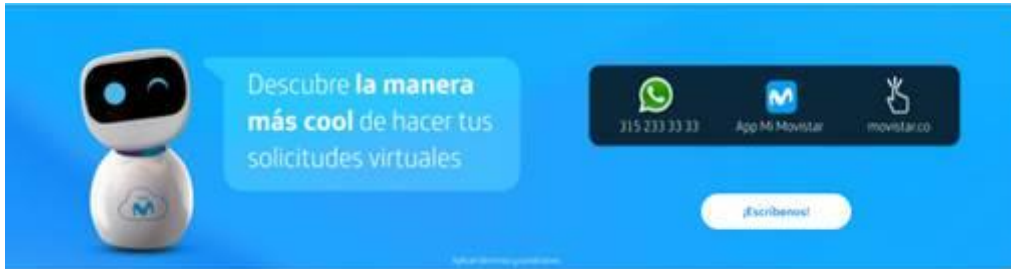 Descubre la manera
más cool de hacer tus
solicitudes virtuales
315 233 33 33
App Mi Movistar
movistar.co
¡Escríbenos!